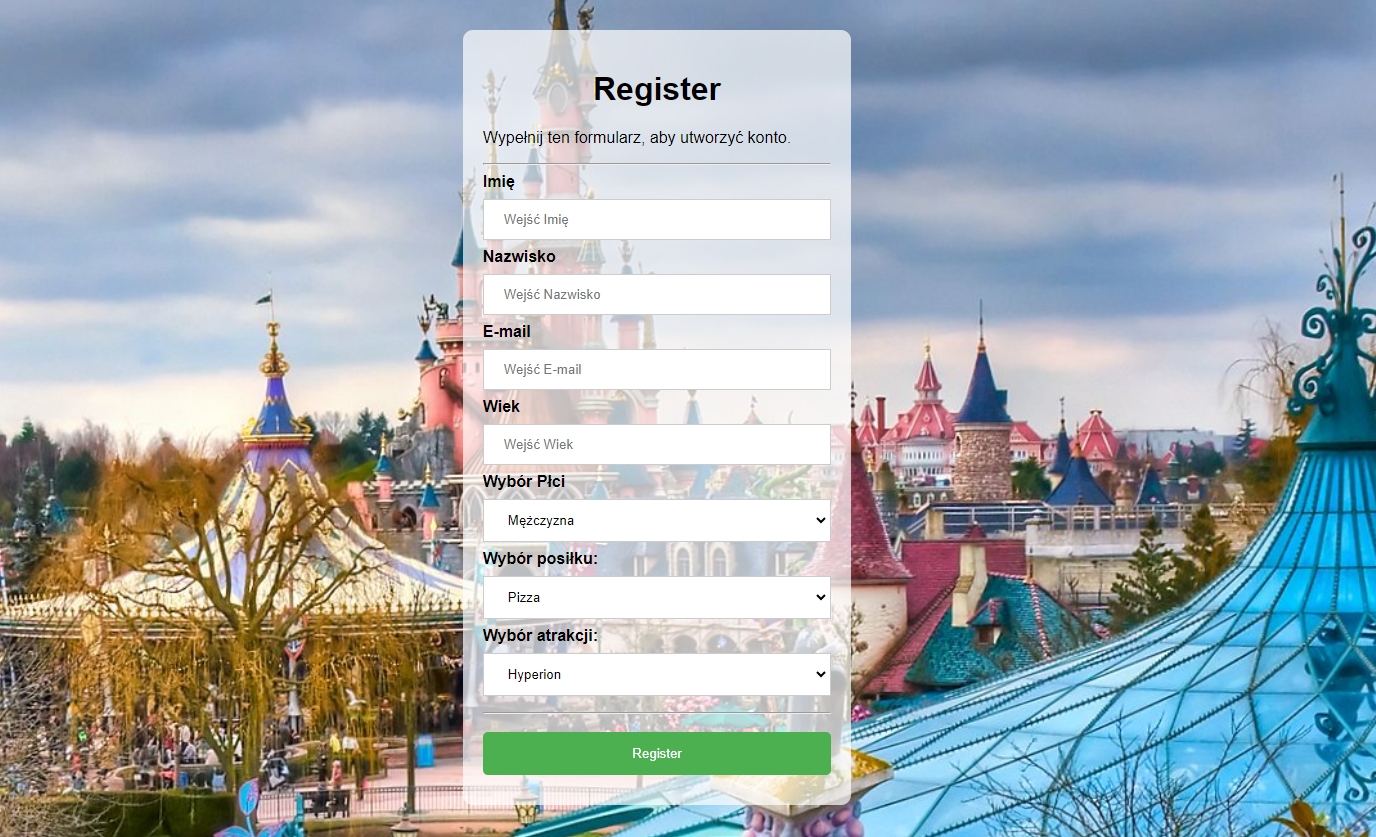 Register
Wypełnij ten formularz, aby utworzyć konto.
Imię
Wejść Imię
Nazwisko
Wejść Nazwisko
E-mail
Wejść E-mail
Wiek
Wejść Wiek
Wybór Płci
Mężczyzna
Wybór posiłku:
Pizza
Wybór atrakcji:
Hyperion
Register